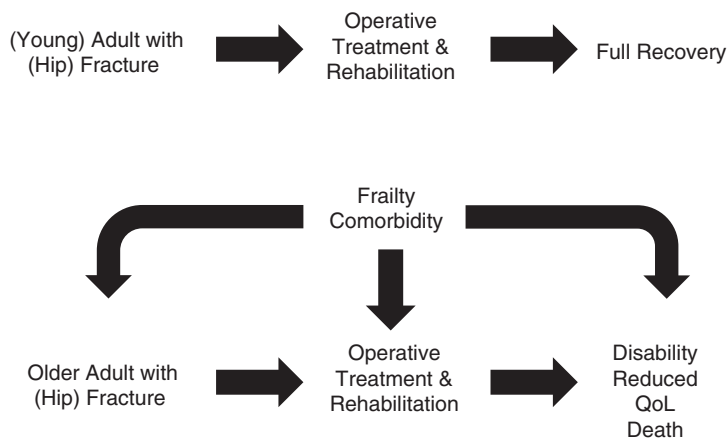 (Young) Adult with
(Hip) Fracture
Operative
Treatment &
Rehabilitation
Full Recovery
Frailty
Comorbidity
Older Adult with
(Hip) Fracture
Operative
Treatment &
Rehabilitation
Disability
Reduced
QoL
Death